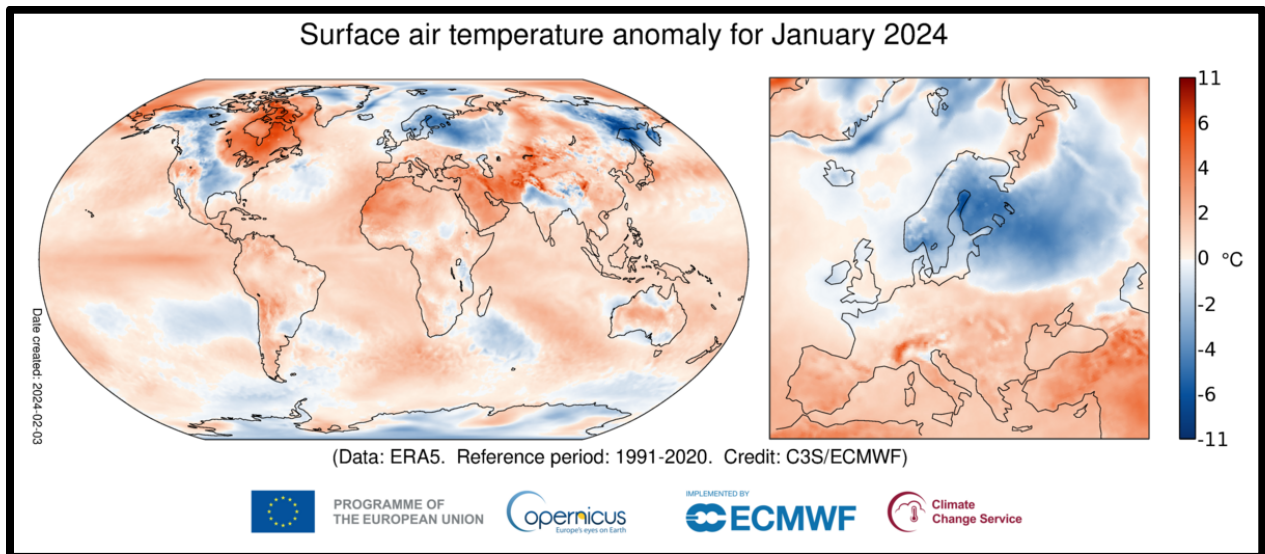 Surface air temperature anomaly for January 2024
11
6
4
2
0
-2
-4
-6
-11
°C
Date created: 2024-02-03
(Data: ERA5. Reference period: 1991-2020. Credit: C3S/ECMWF)
PROGRAMME OF
THE EUROPEAN UNION
opernicus
Europe's eyes on Earth
IMPLEMENTED BY
ECMWF
Climate
Change Service